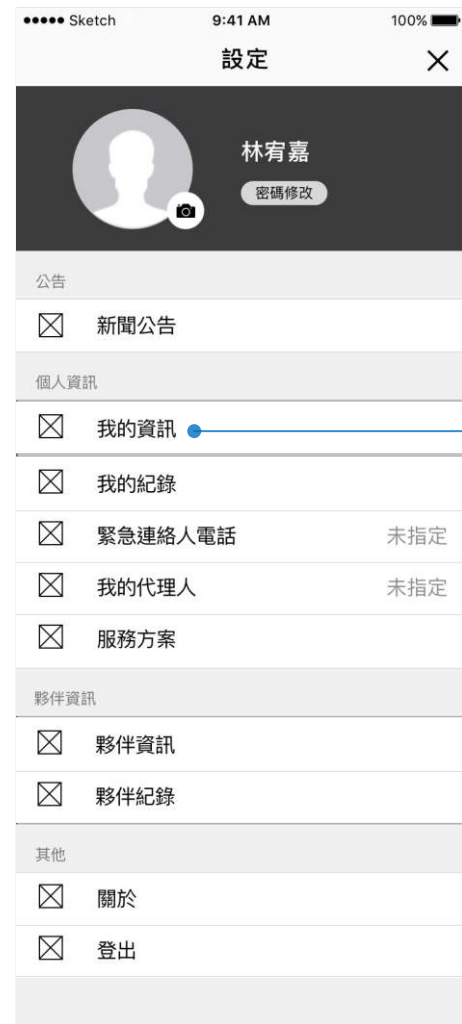 Sketch 9:41 AM 100%
設定
林宥嘉
密碼修改
公告
新聞公告
個人資訊
我的資訊
我的紀錄
緊急連絡人電話 未指定
我的代理人 未指定
服務方案
夥伴資訊
夥伴資訊
夥伴紀錄
其他
關於
登出